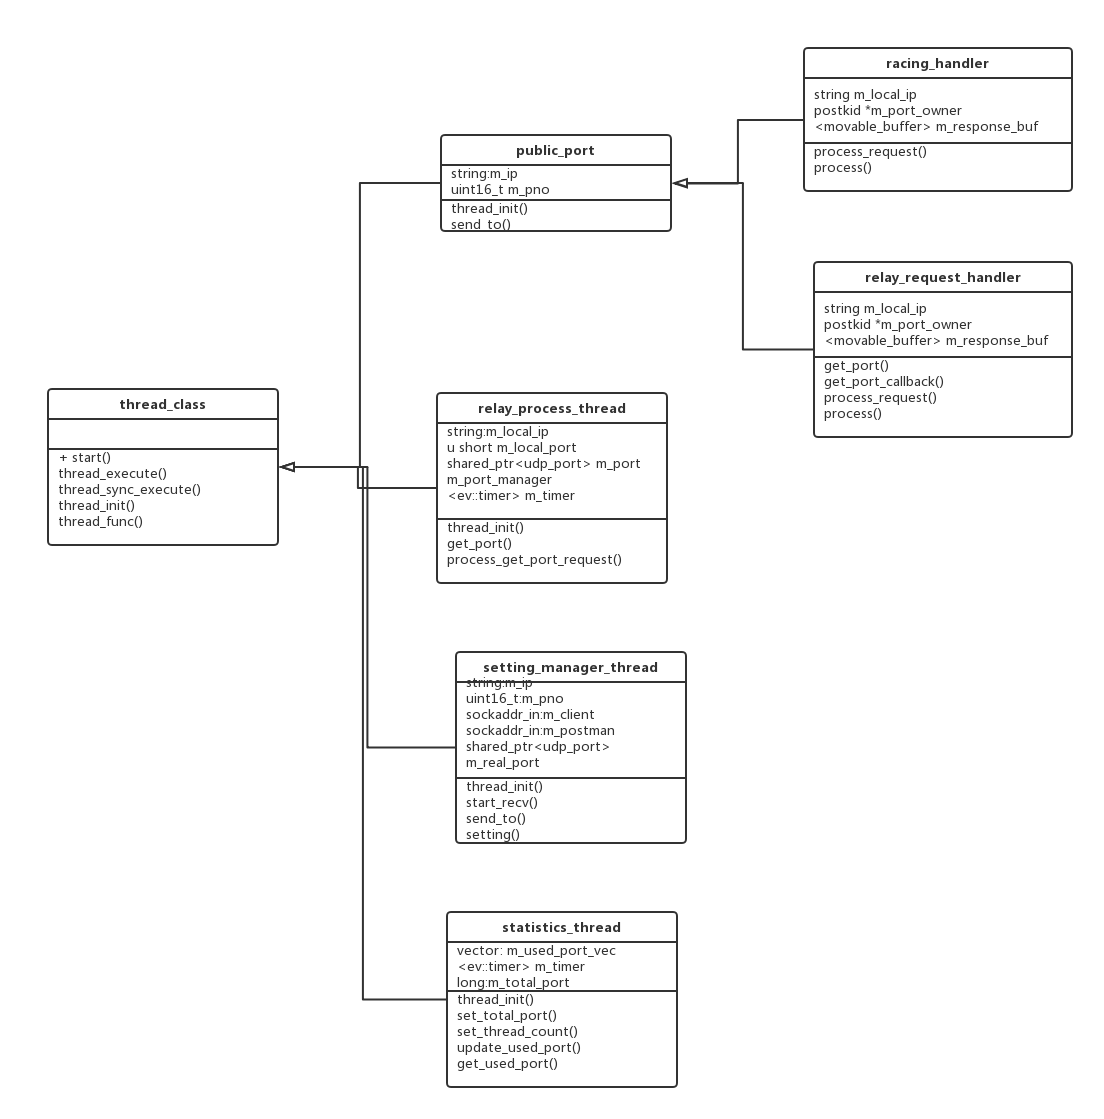 racing_handler
string m_local_ip
postkid *m_port_owner
<movable_buffer> m_response_buf
process_request()
process()
public_port
string:m_ip
uint16_t m_pno
thread_init()
send_to()
relay_request_handler
string m_local_ip
postkid *m_port_owner
<movable_buffer> m_response_buf
get_port()
get_port_callback()
process_request()
process()
thread_class
+ start()
thread_execute()
thread_sync_execute()
thread_init()
thread_func()
relay_process_thread
string:m_local_ip
u short m_local_port
shared_ptr<udp_port> m_port
m_port_manager
<ev::timer> m_timer
thread_init()
get_port()
process_get_port_request()
setting_manager_thread
string:m_ip
uint16_t:m_pno
sockaddr_in:m_client
sockaddr_in:m_postman
shared_ptr<udp_port>
m_real_port
thread_init()
start_recv()
send_to()
setting()
statistics_thread
vector: m_used_port_vec
<ev::timer> m_timer
long:m_total_port
thread_init()
set_total_port()
set_thread_count()
update_used_port()
get_used_port()